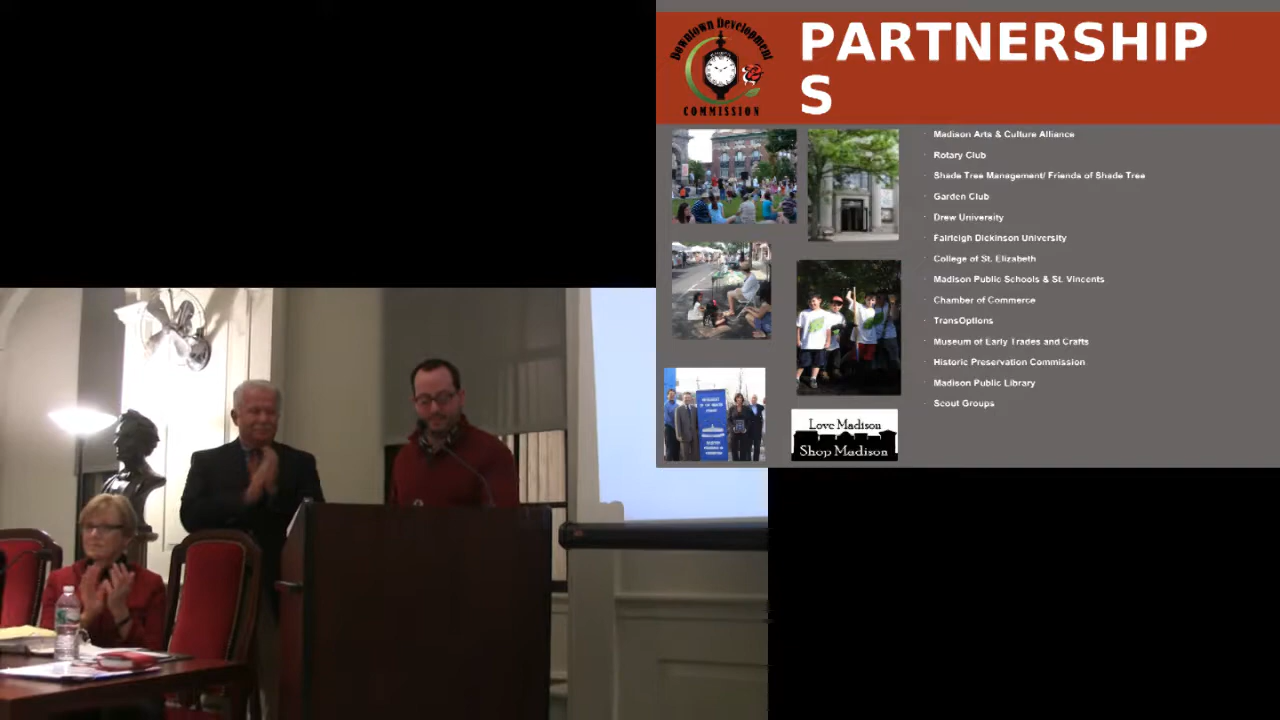 Downtown Development
COMMISSION
PARTNERSHIP
S
Madison Arts & Culture Alliance
Rotary Club
Shade Tree Management/ Friends of Shade Tree
Garden Club
Drew University
Fairleigh Dickinson University
College of St. Elizabeth
Madison Public Schools & St. Vincents
Chamber of Commerce
TransOptions
Museum of Early Trades and Crafts
Historic Preservation Commission
Madison Public Library
Scout Groups
Love Madison
Shop Madison